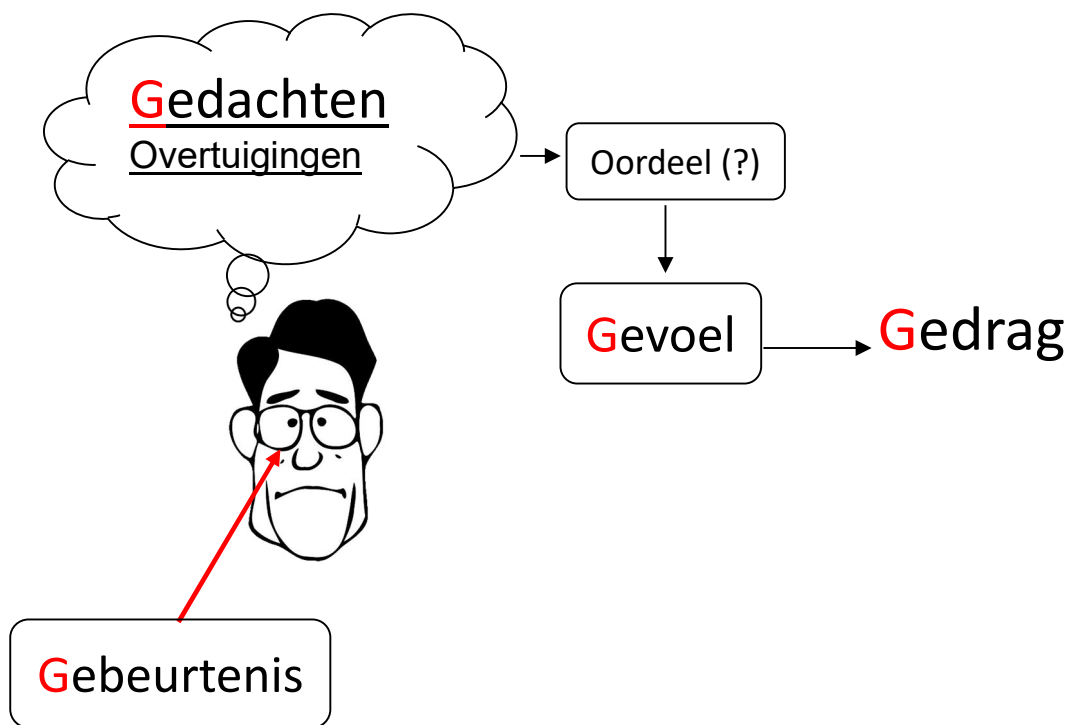 Gedachten
Overtuigingen
Oordeel (?)
Gevoel
Gedrag
Gebeurtenis